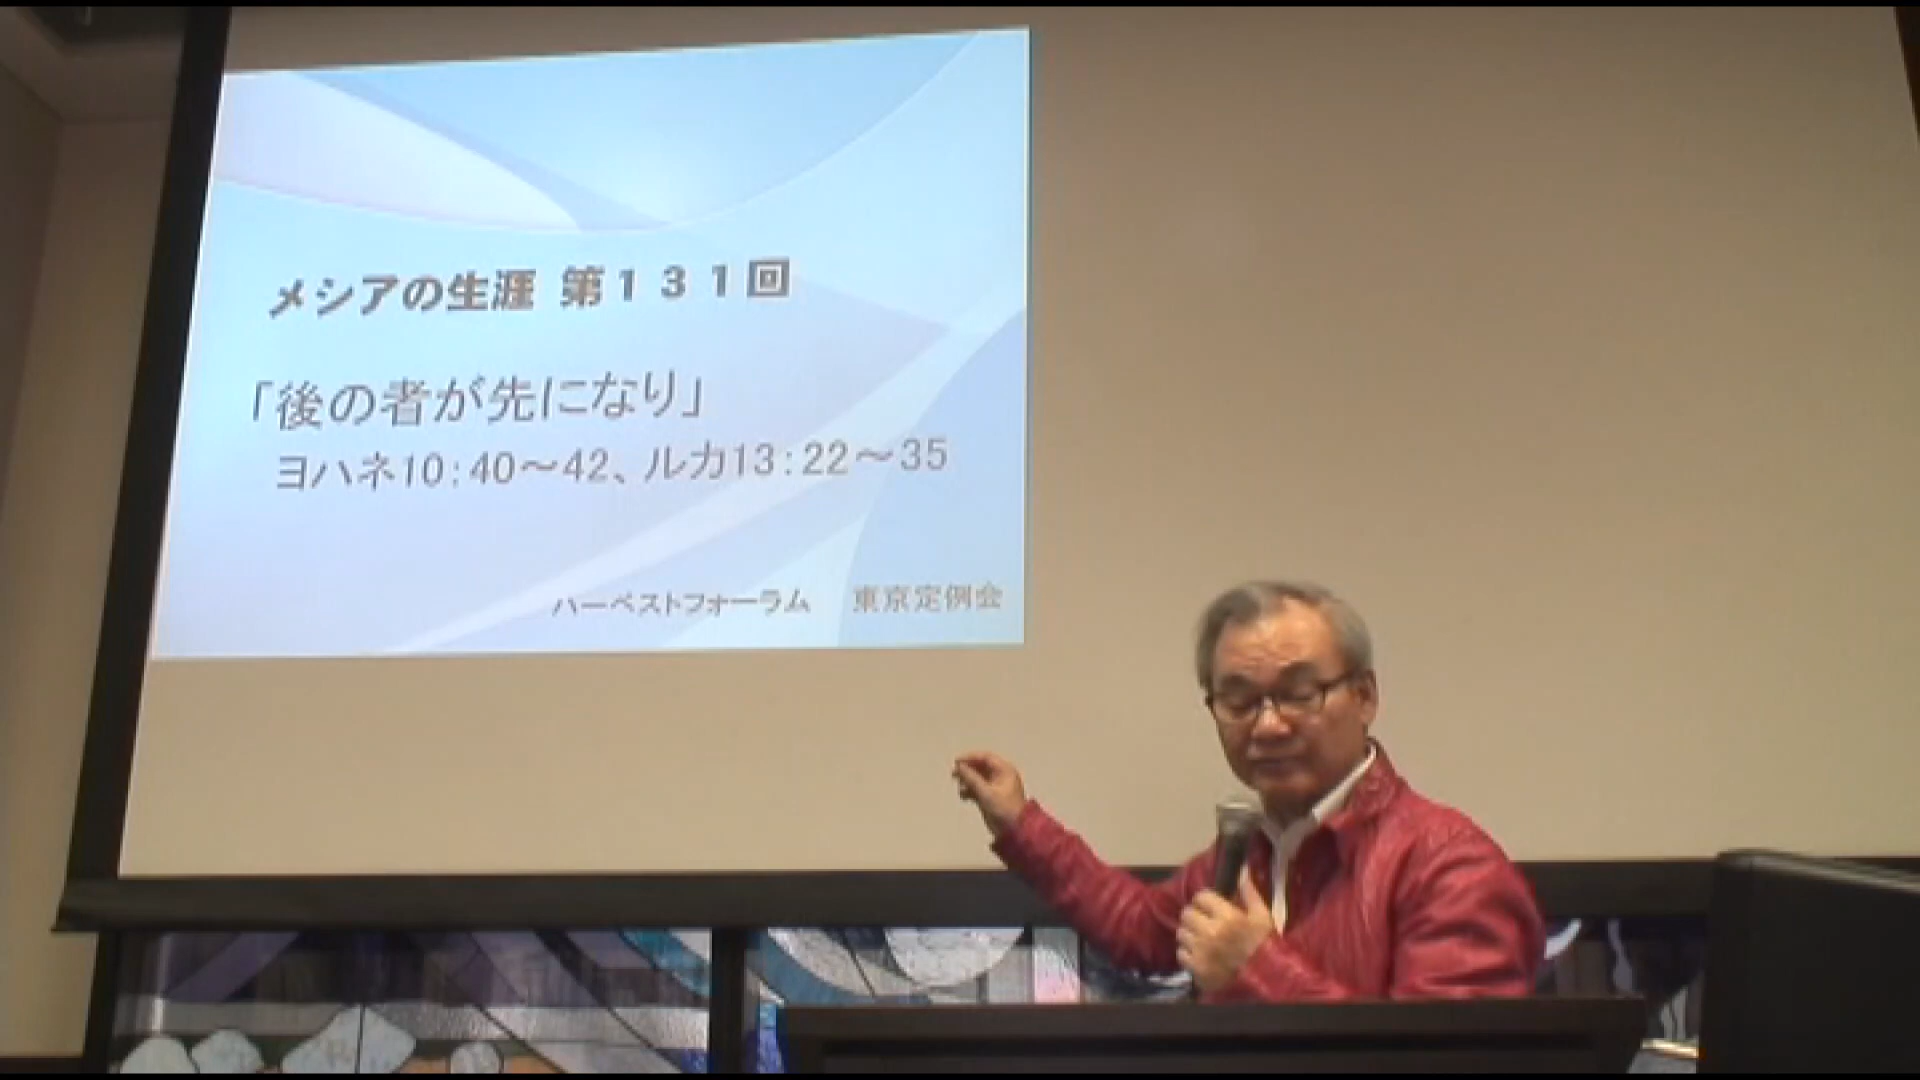 メシアの生涯 第１３１回
「後の者が先になり」
ヨハネ10：40～42、ルカ13：22～35
ハーベストフォーラム　東京定例会